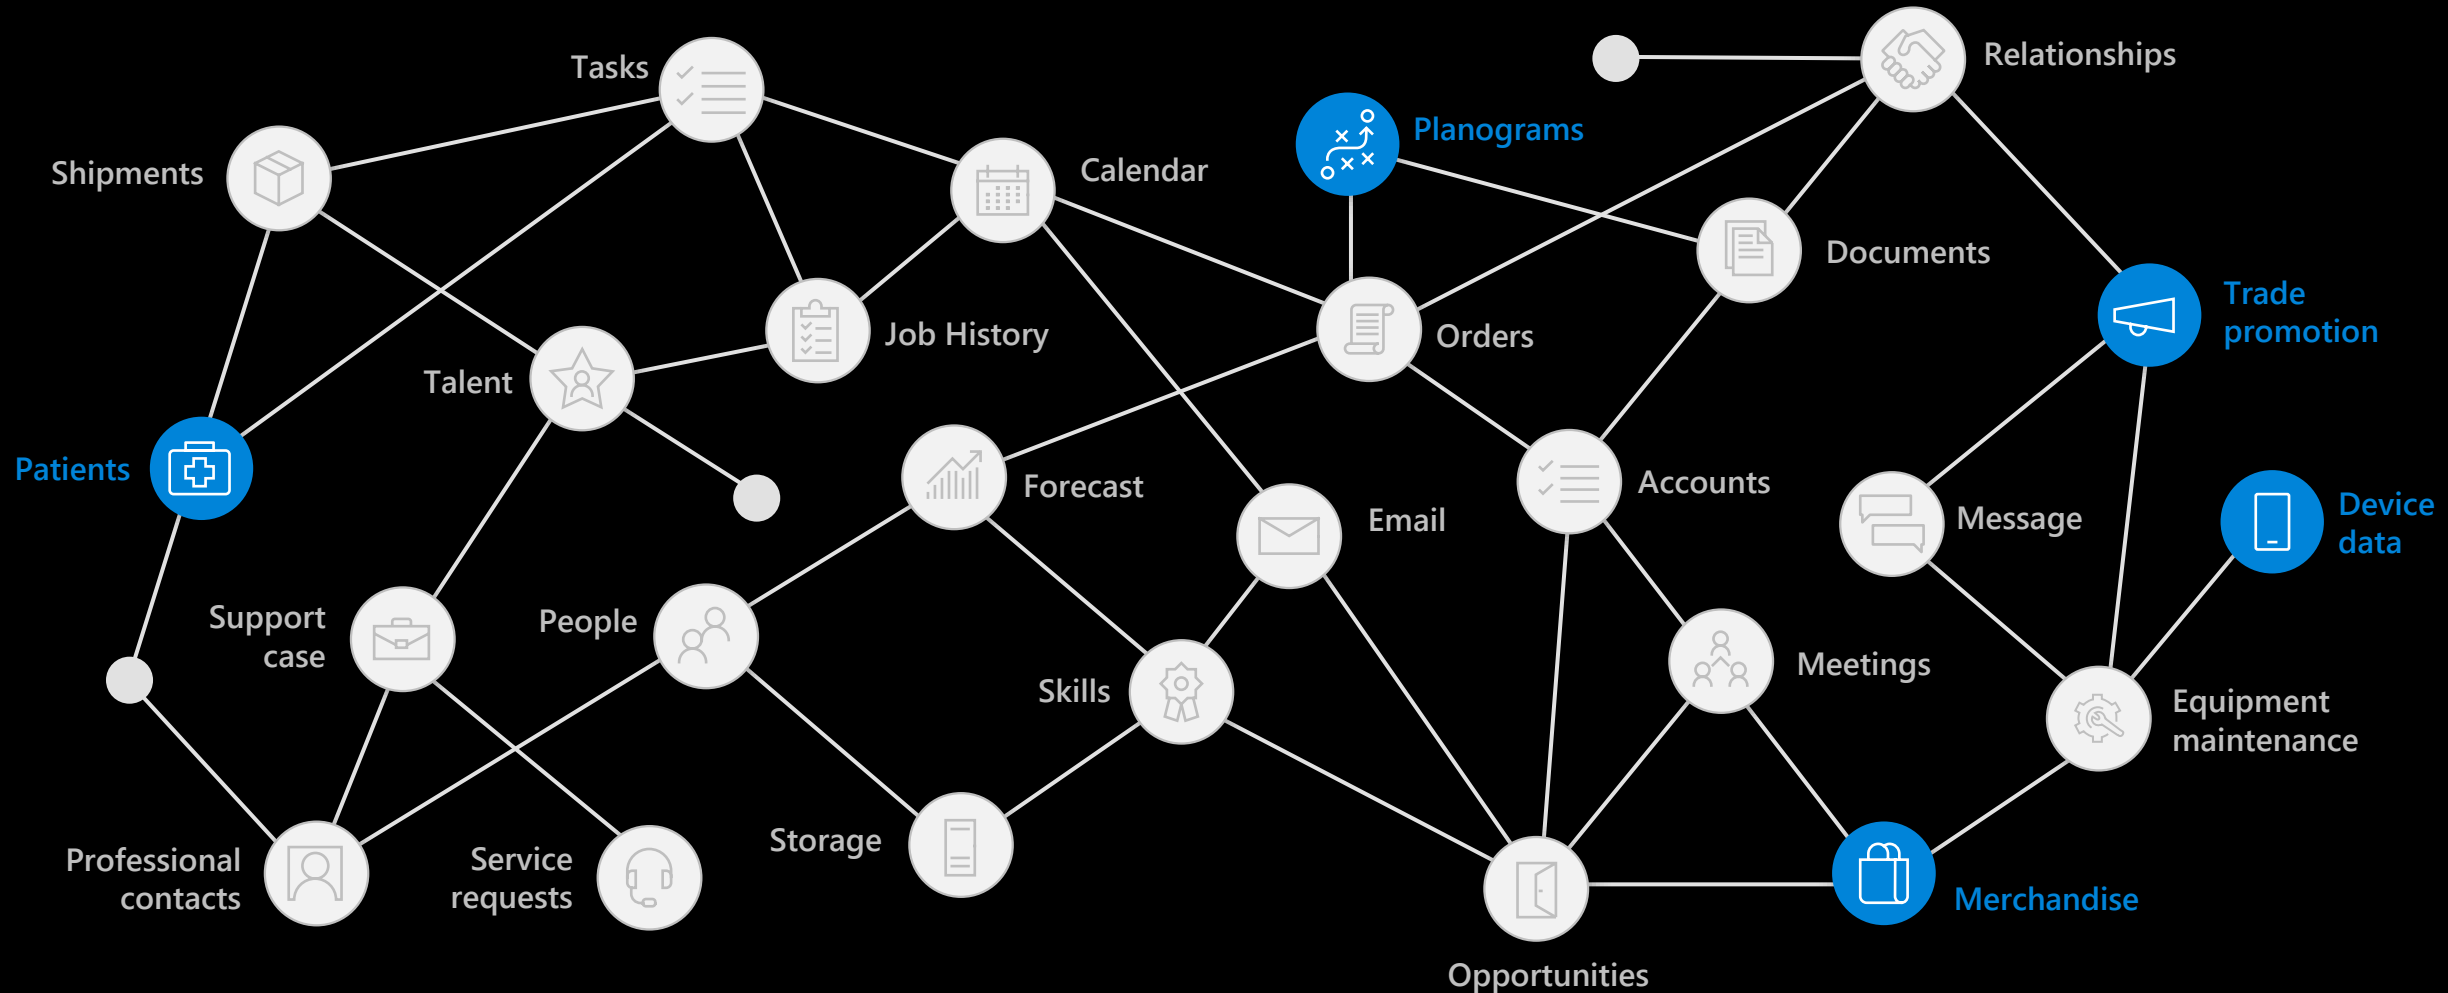 Tasks
Relationships
Planograms
Shipments
Calendar
Documents
Trade
promotion
Job History
Orders
Talent
Patients
Forecast
Accounts
Email
Message
Device
data
Support
case
People
Skills
Meetings
Equipment
maintenance
Storage
Professional
contacts
Service
requests
Merchandise
Opportunities